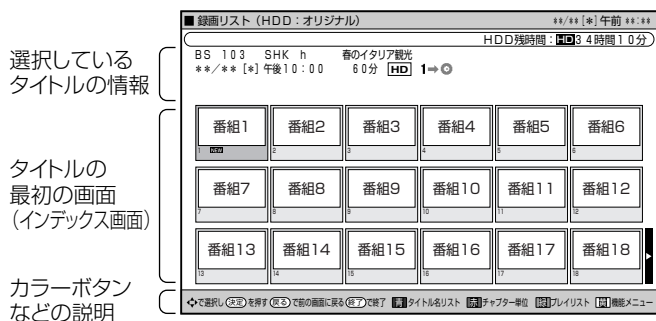 ■ 録画リスト（HDD：オリジナル） **/** [*] 午前 **:**
HDD残時間：HD34時間10分
BS 103 SHK h 春のイタリア観光
**/** [*] 午後10：00 60分 HD 1→
選択している
タイトルの情報
番組1 番組2 番組3 番組4 番組5 番組6
1 NEW 2 3 4 5 6
タイトルの
最初の画面
（インデックス画面）
番組7 番組8 番組9 番組10 番組11 番組12
7 8 9 10 11 12
番組13 番組14 番組15 番組16 番組17 番組18
13 14 15 16 17 18
カラーボタン
などの説明
で選択し 決定 を押す 戻る で前の画面に戻る 終了 で終了 青 タイトル名リスト 赤 チャプター単位 緑 プレイリスト 黄 機能メニュー